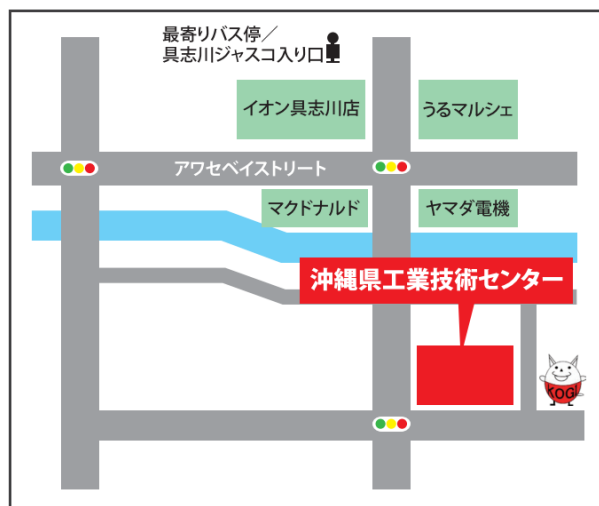 最寄りバス停／
具志川ジャスコ入り口
イオン具志川店
うるマルシェ
アワセベイストリート
マクドナルド
ヤマダ電機
沖縄県工業技術センター
KOGI